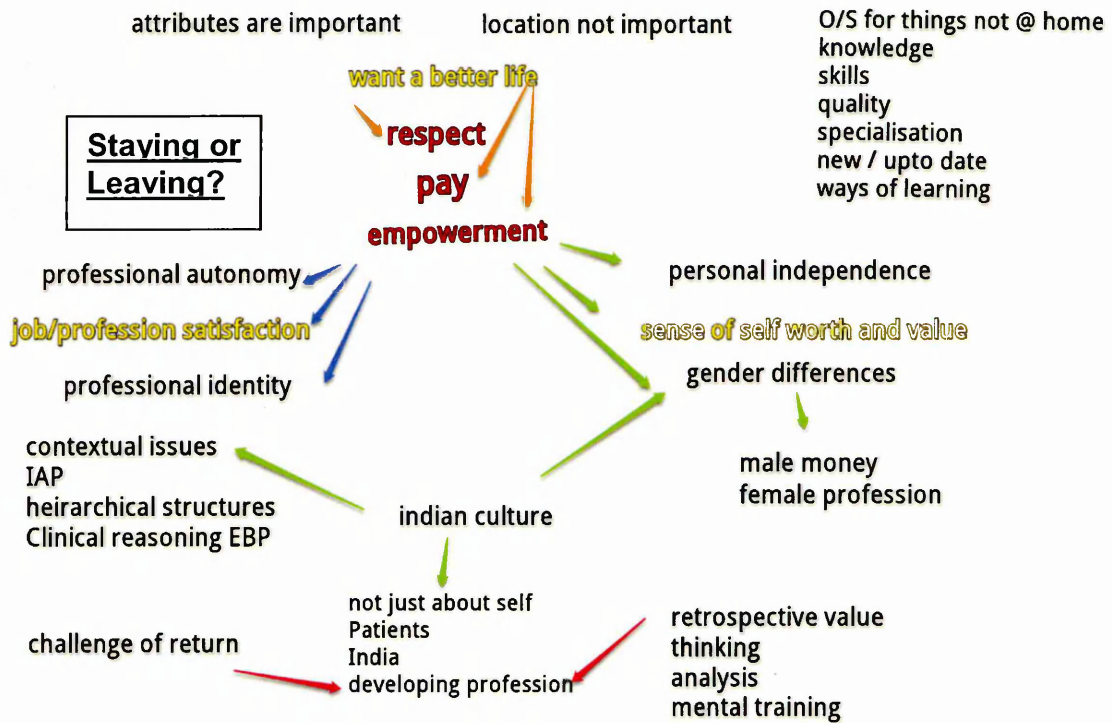 attributes are important
location not important
O/S for things not @ home
knowledge
skills
quality
specialisation
new / upto date
ways of learning
want a better life
Staying or
Leaving?
respect
pay
empowerment
professional autonomy
personal independence
job/profession satisfaction
sense of self worth and value
professional identity
gender differences
contextual issues
IAP
heirarchical structures
Clinical reasoning EBP
male money
female profession
indian culture
not just about self
Patients
India
developing profession
challenge of return
retrospective value
thinking
analysis
mental training